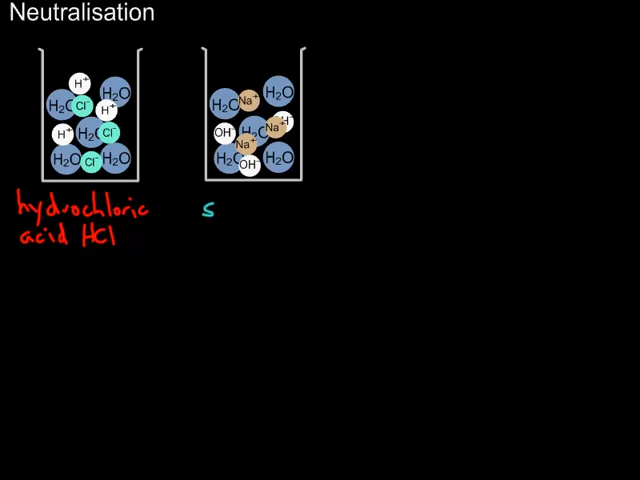 Neutralisation
H⁺
H₂O
H₂O
Cl⁻
H⁺
H⁺
H₂O
Cl⁻
H₂O
Cl⁻
H₂O
H₂O
Na⁺
H₂O
OH⁻
H₂O
Na⁺
H⁻
Na⁺
H₂O
OH⁻
H₂O
hydrochloric
acid HCl
s